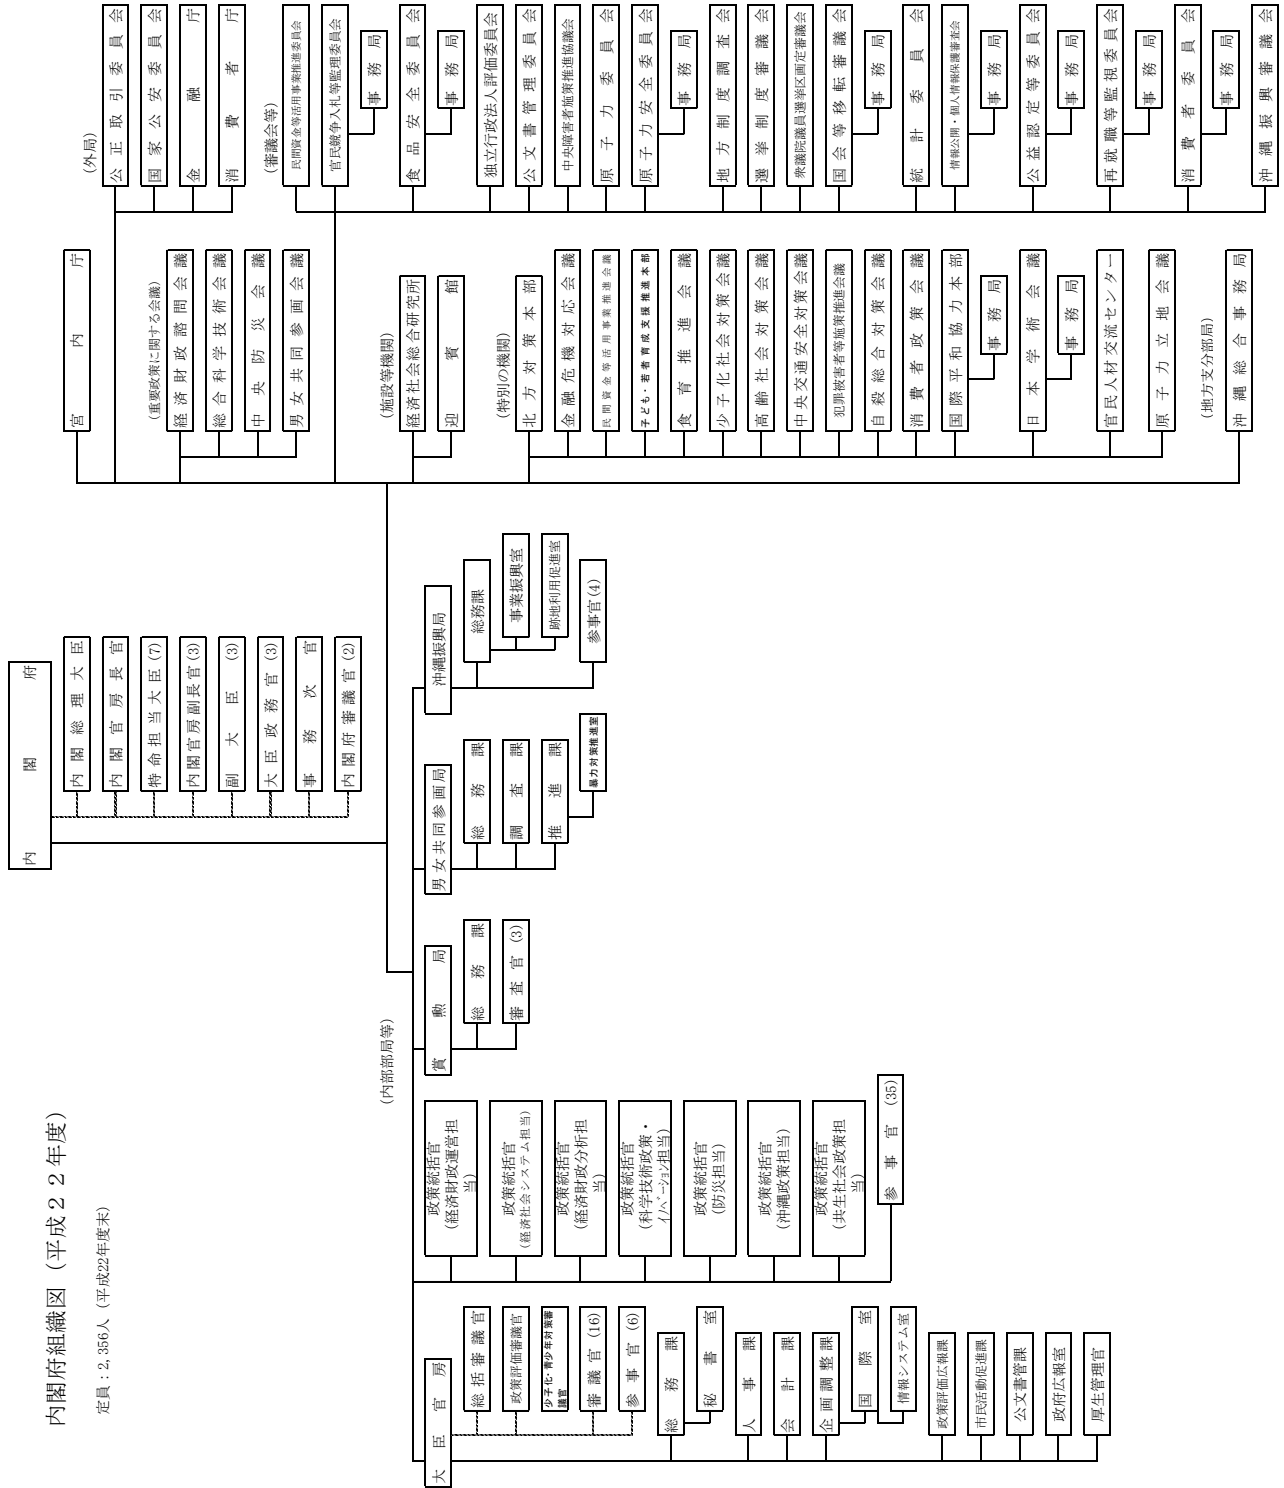 内閣府組織図（平成２２年度）
定員：2,356人（平成22年度末）
内閣府
内閣総理大臣
内閣官房長官
特命担当大臣(7)
内閣官房副長官(3)
副大臣(3)
大臣政務官(3)
事務次官
内閣府審議官(2)
(内部部局等)
大臣官房
総括審議官
政策評価審議官
少子化・青少年対策審
議官
審議官(16)
参事官(6)
総務課
秘書室
人事課
会計課
企画調整課
国際室
情報システム室
政策評価広報課
市民活動促進課
公文書管課
政府広報室
厚生管理官
政策統括官
(経済財政運営担
当)
政策統括官
(経済社会システム担当)
政策統括官
(経済財政分析担
当)
政策統括官
(科学技術政策・
ｲﾉﾍﾞｰｼｮﾝ担当)
政策統括官
(防災担当)
政策統括官
(沖縄政策担当)
政策統括官
(共生社会政策担
当)
参事官(35)
賞勲局
総務課
審査官(3)
男女共同参画局
総務課
調査課
推進課
暴力対策推進室
沖縄振興局
総務課
事業振興室
跡地利用促進室
参事官(4)
宮内庁
(重要政策に関する会議)
経済財政諮問会議
総合科学技術会議
中央防災会議
男女共同参画会議
(施設等機関)
経済社会総合研究所
迎賓館
(特別の機関)
北方対策本部
金融危機対応会議
民間資金等活用事業推進会議
子ども・若者育成支援推進本部
食育推進会議
少子化社会対策会議
高齢社会対策会議
中央交通安全対策会議
犯罪被害者等施策推進会議
自殺総合対策会議
消費者政策会議
国際平和協力本部
事務局
日本学術会議
事務局
官民人材交流センター
原子力立地会議
(地方支分部局)
沖縄総合事務局
(外局)
公正取引委員会
国家公安委員会
金融庁
消費者庁
(審議会等)
民間資金等活用事業推進委員会
官民競争入札等監理委員会
事務局
食品安全委員会
事務局
独立行政法人評価委員会
公文書管理委員会
中央障害者施策推進協議会
原子力委員会
原子力安全委員会
事務局
地方制度調査会
選挙制度審議会
衆議院議員選挙区画定審議会
国会等移転審議会
事務局
統計委員会
情報公開・個人情報保護審査会
事務局
公益認定等委員会
事務局
再就職等監視委員会
事務局
消費者委員会
事務局
沖縄振興審議会